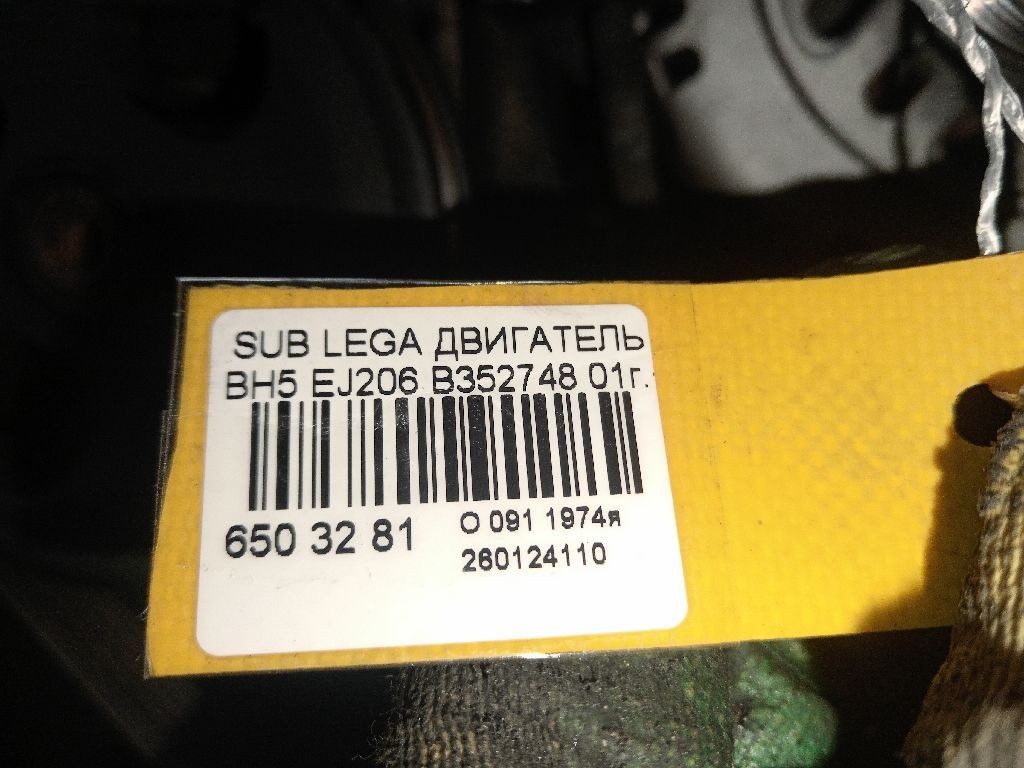 SUB LEGA ДВИГАТЕЛЬ
BH5 EJ206 B352748 01г.
650 32 81
О 091 1974я
260124110